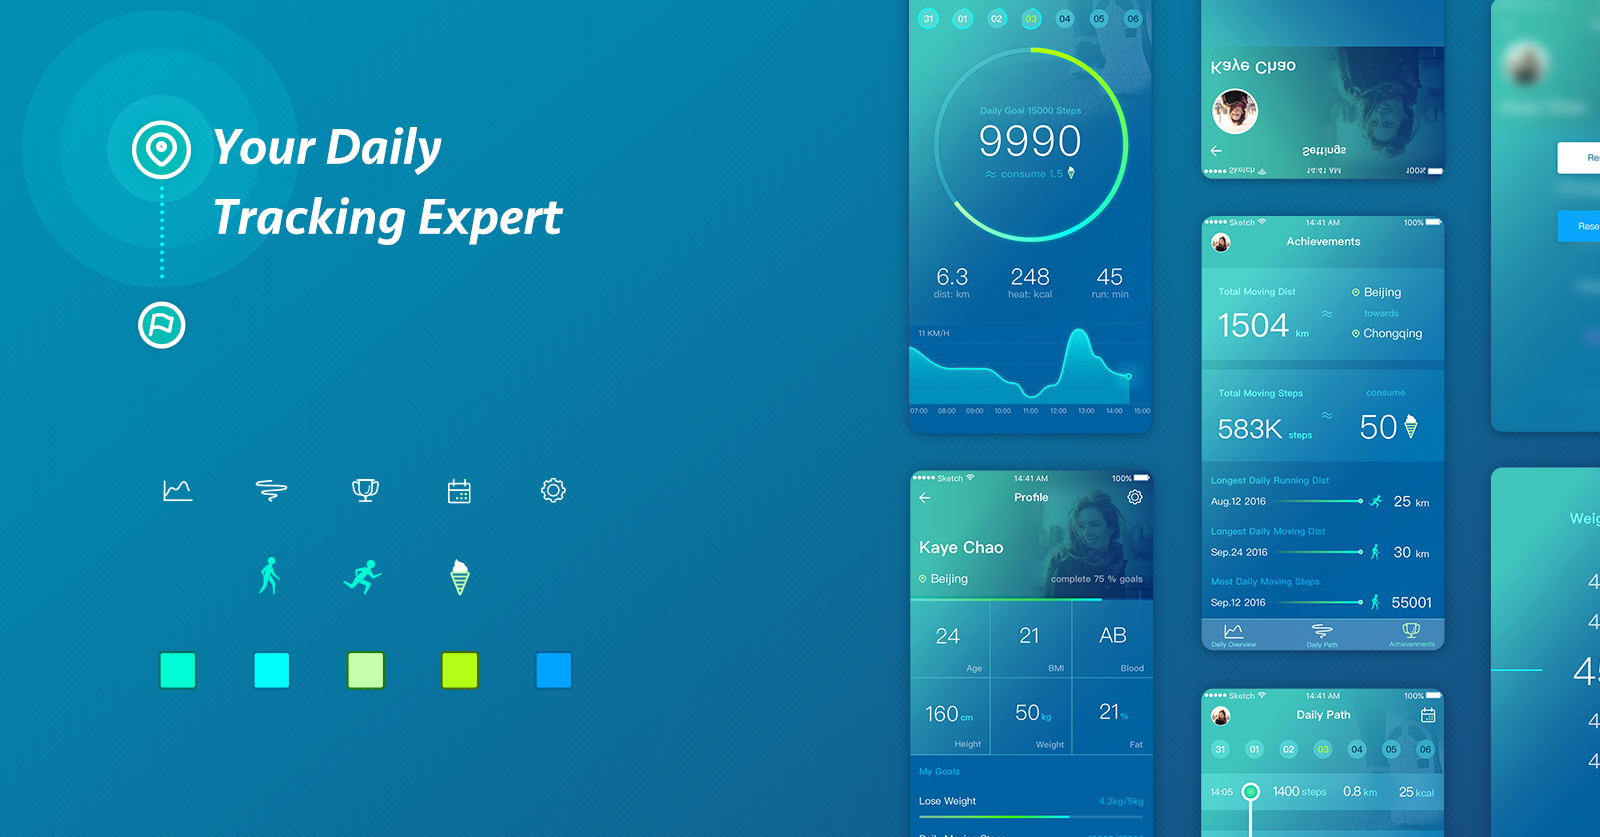 Your Daily
Tracking Expert
31 01 02 03 04 05 06
Daily Goal 15000 Steps
9990
≈ consume 1.5
6.3 248 45
dist: km heat: kcal run: min
11 KM/H
07:00 08:00 09:00 10:00 11:00 12:00 13:00 14:00 15:00
Sketch 14:41 AM 100%
Profile
Kaye Chao
Beijing complete 75 % goals
24 21 AB
Age BMI Blood
160 cm 50 kg 21 %
Height Weight Fat
My Goals
Lose Weight 4.2kg/5kg
Kaye Chao
Settings
Sketch 14:41 AM 100%
Sketch 14:41 AM 100%
Achievements
Total Moving Dist Beijing
1504 km ≈ towards
Chongqing
Total Moving Steps consume
583K steps ≈ 50
Longest Daily Running Dist
Aug.12 2016 25 km
Longest Daily Moving Dist
Sep.24 2016 30 km
Most Daily Moving Steps
Sep.12 2016 55001
Daily Overview Daily Path Achievenments
Sketch 14:41 AM 100%
Daily Path
31 01 02 03 04 05 06
14:05 1400 steps 0.8 km 25 kcal